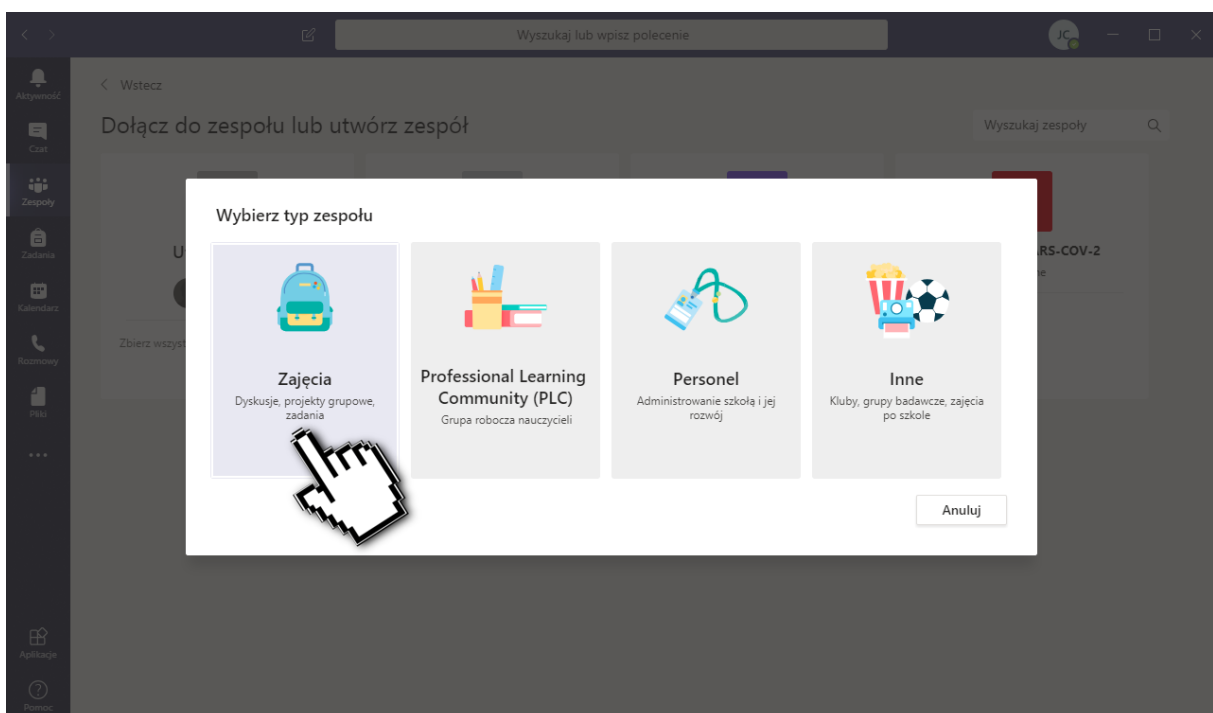 Wyszukaj lub wpisz polecenie
JC
Aktywność
Czat
Zespoły
Zadania
Kalendarz
Rozmowy
Pliki
Aplikacje
Pomoc
Wstecz
Dołącz do zespołu lub utwórz zespół
Wyszukaj zespoły
U
RS-COV-2
Zbierz wszyst
Wybierz typ zespołu
Zajęcia
Dyskusje, projekty grupowe,
zadania
Professional Learning
Community (PLC)
Grupa robocza nauczycieli
Personel
Administrowanie szkołą i jej
rozwój
Inne
Kluby, grupy badawcze, zajęcia
po szkole
Anuluj